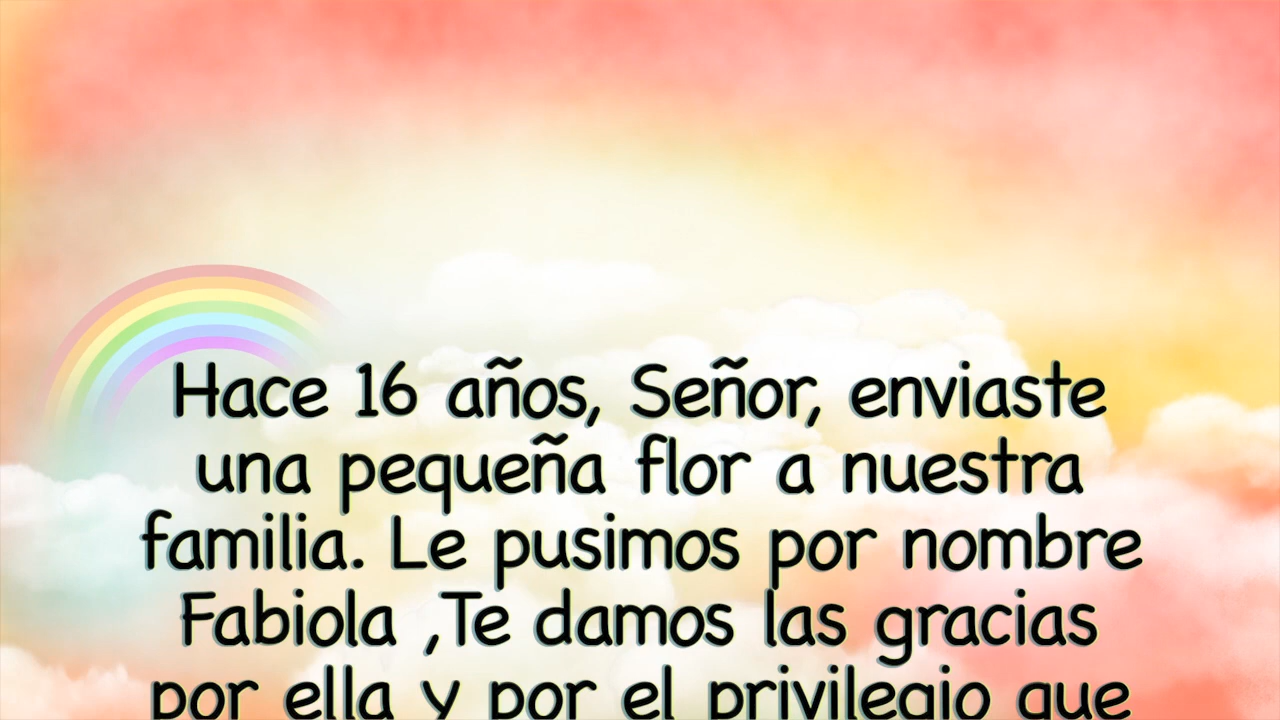 Hace 16 años, Señor, enviaste
una pequeña flor a nuestra
familia. Le pusimos por nombre
Fabiola ,Te damos las gracias
por ella y por el privilegio que